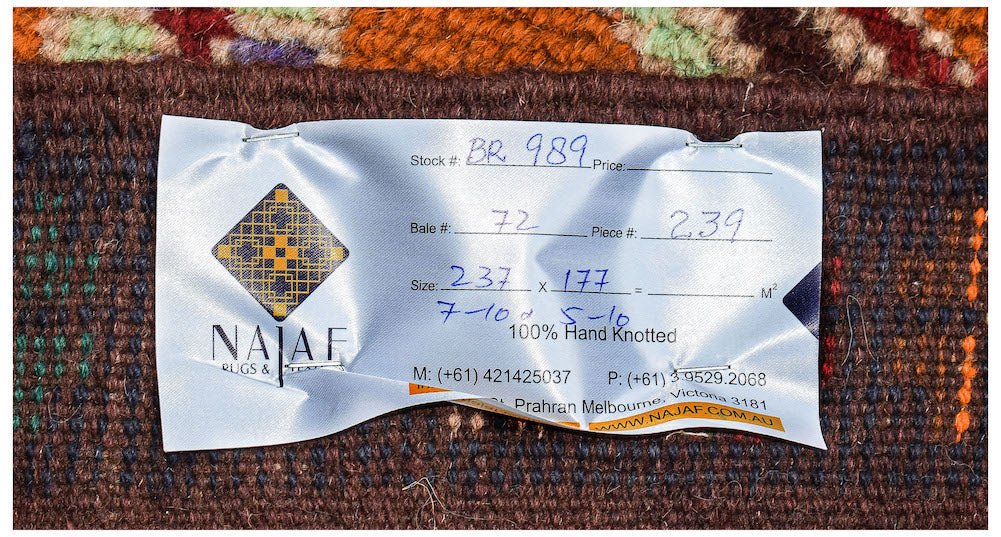 Stock #: BR 989 Price:
Bale #: 72 Piece #: 239
Size: 237 x 177 = M²
7-10 x 5-10
100% Hand Knotted
NAJAF
RUGS &
M: (+61) 421425037 P: (+61) 3 9529.2068
St. Prahran Melbourne, Victoria 3181
WWW.NAJAF.COM.AU